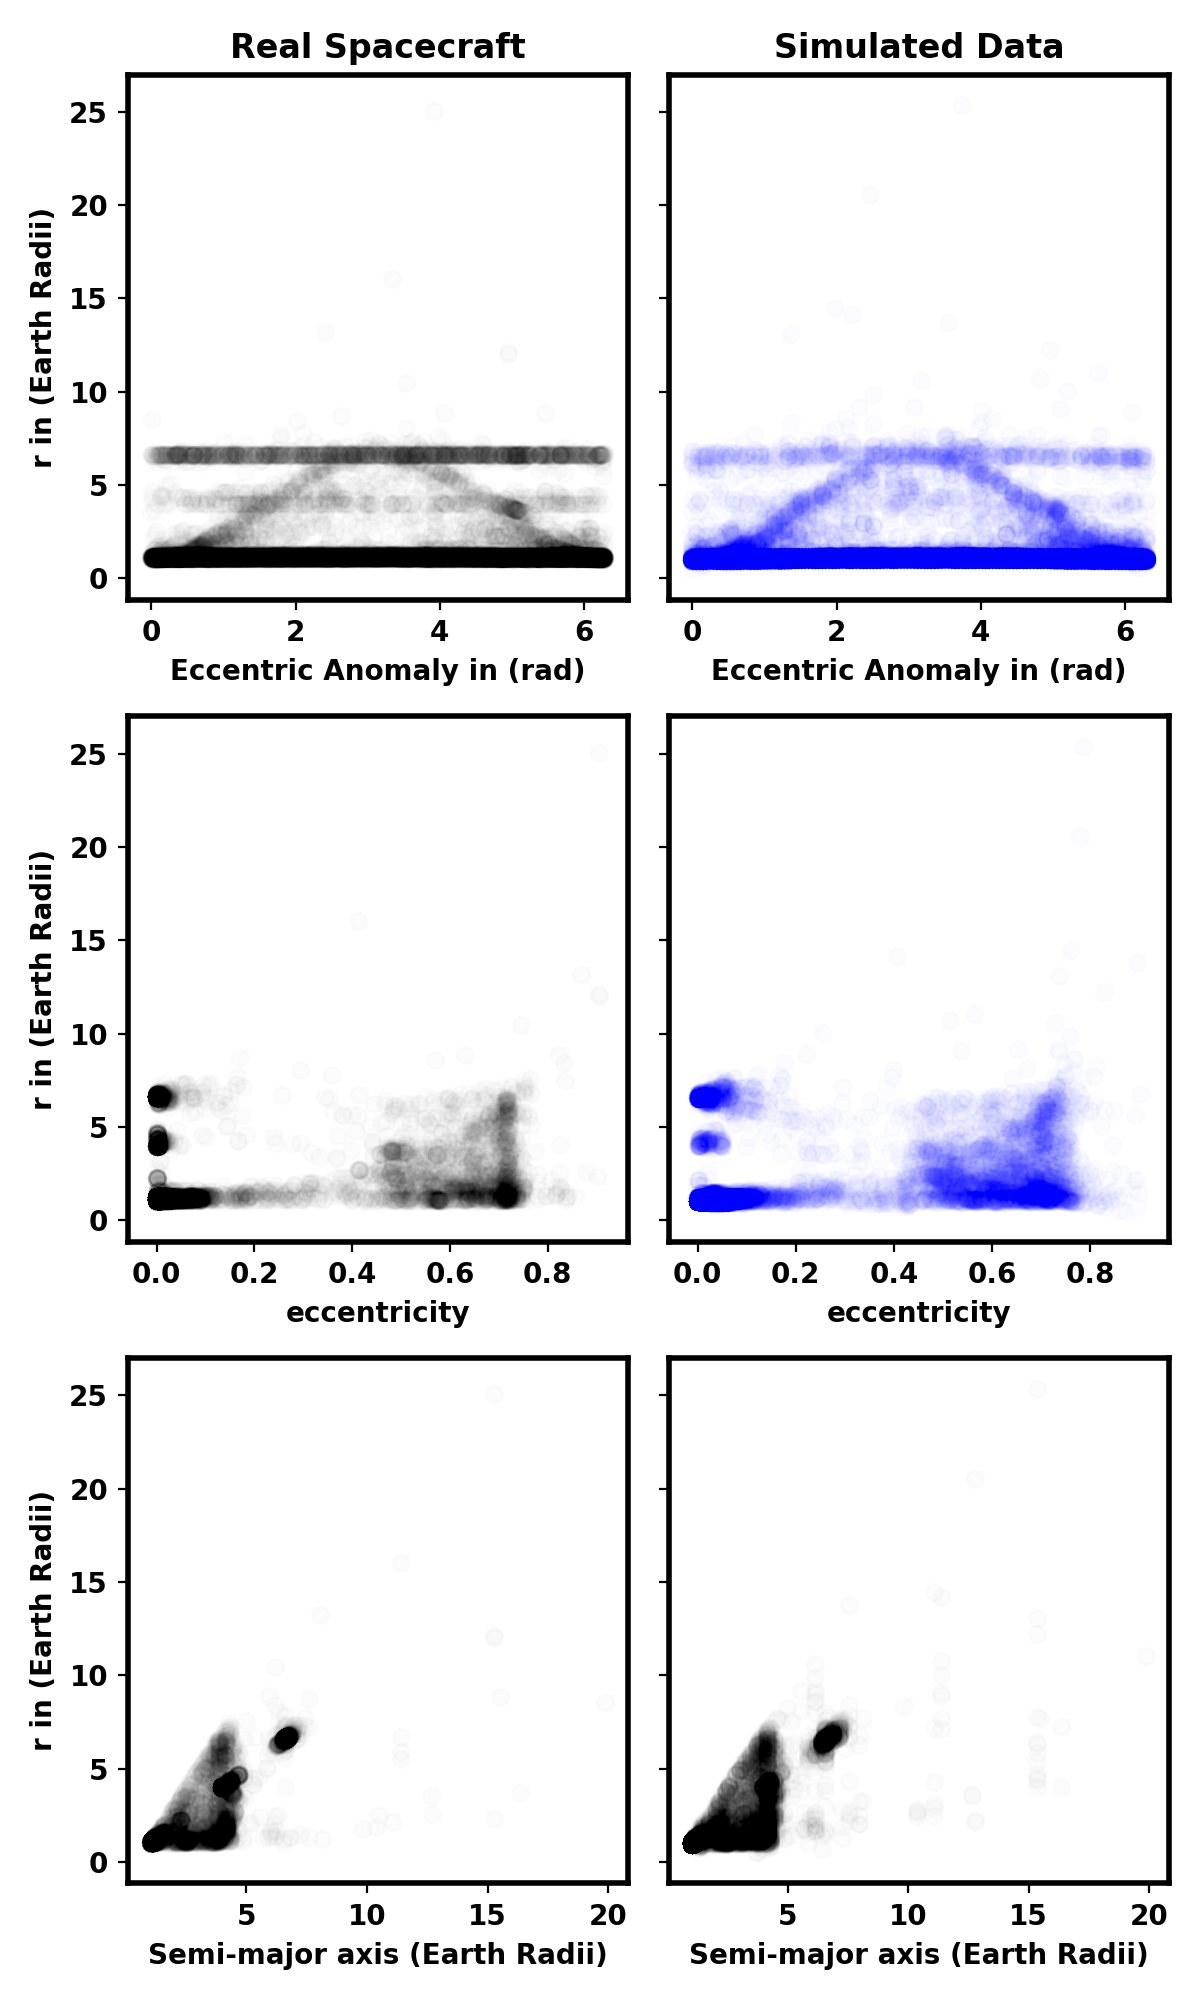 Real Spacecraft
Simulated Data
25
20
15
10
5
0
r in (Earth Radii)
0 2 4 6
0 2 4 6
Eccentric Anomaly in (rad)
Eccentric Anomaly in (rad)
25
20
15
10
5
0
r in (Earth Radii)
0.0 0.2 0.4 0.6 0.8
0.0 0.2 0.4 0.6 0.8
eccentricity
eccentricity
25
20
15
10
5
0
r in (Earth Radii)
5 10 15 20
5 10 15 20
Semi-major axis (Earth Radii)
Semi-major axis (Earth Radii)